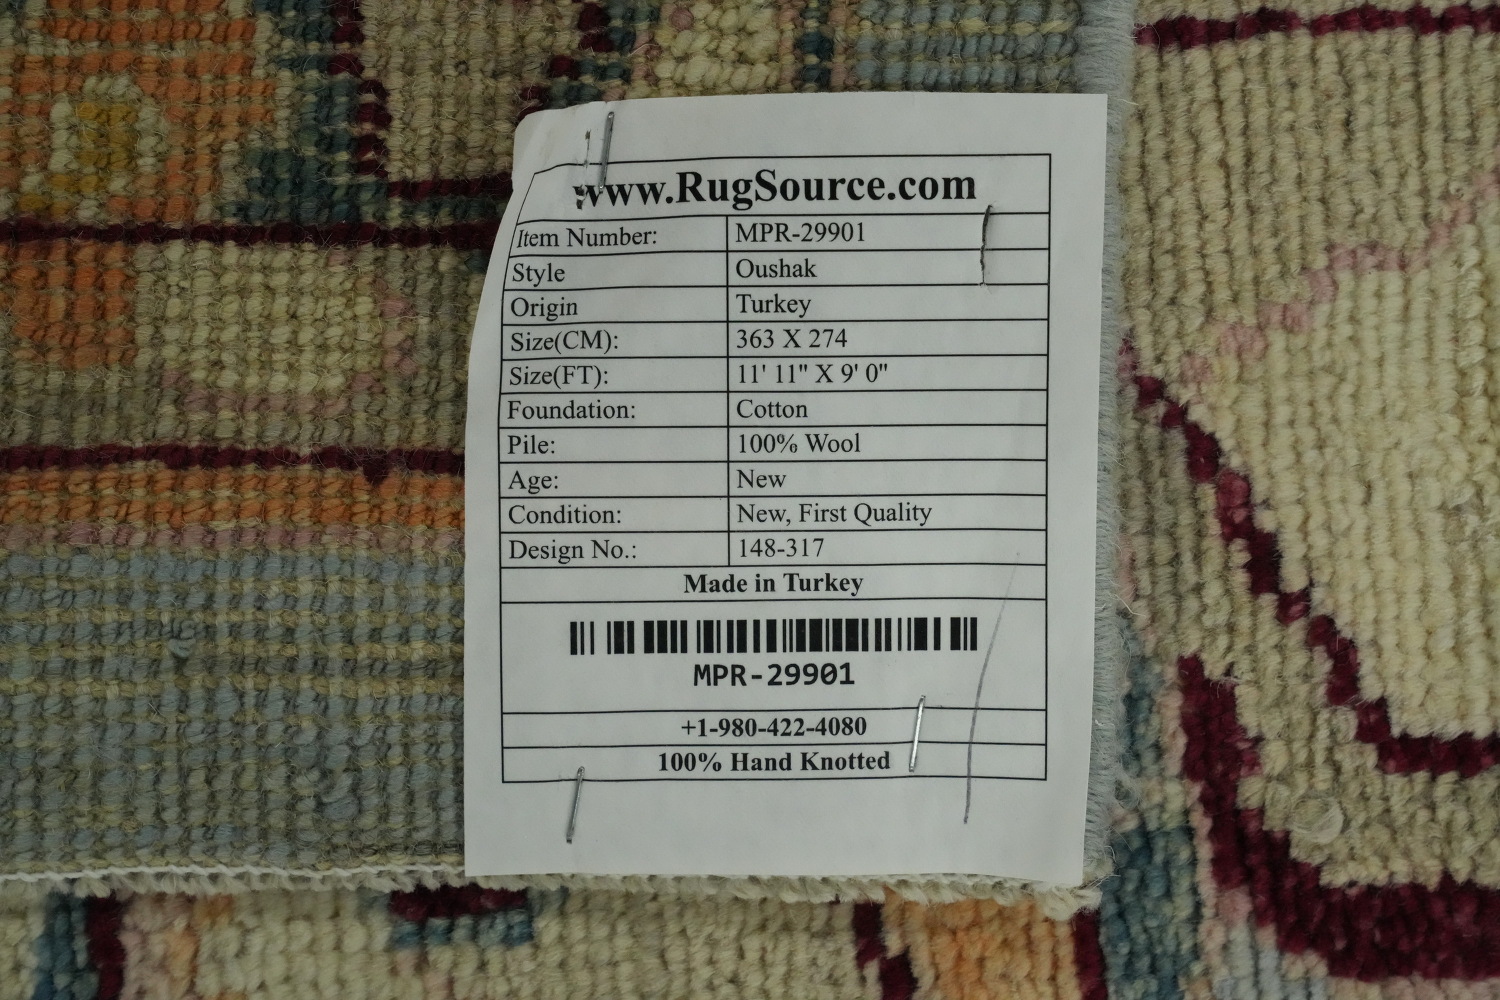 www.RugSource.com
Item Number: MPR-29901
Style Oushak
Origin Turkey
Size(CM): 363 X 274
Size(FT): 11' 11" X 9' 0"
Foundation: Cotton
Pile: 100% Wool
Age: New
Condition: New, First Quality
Design No.: 148-317
Made in Turkey
MPR-29901
+1-980-422-4080
100% Hand Knotted